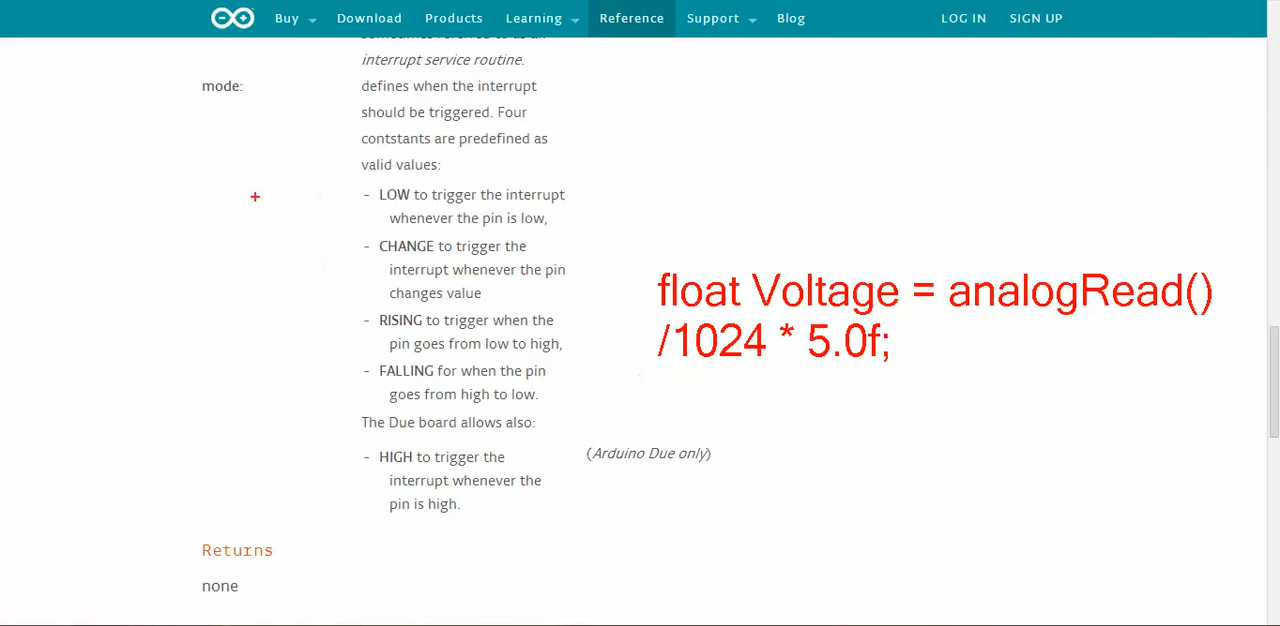 Buy Download Products Learning Reference Support Blog LOG IN SIGN UP
sometimes referred to as an
interrupt service routine.
mode: defines when the interrupt
should be triggered. Four
contstants are predefined as
valid values:
- LOW to trigger the interrupt
whenever the pin is low,
- CHANGE to trigger the
interrupt whenever the pin
changes value
- RISING to trigger when the
pin goes from low to high,
- FALLING for when the pin
goes from high to low.
The Due board allows also:
- HIGH to trigger the
interrupt whenever the
pin is high.
(Arduino Due only)
float Voltage = analogRead()
/1024 * 5.0f;
Returns
none